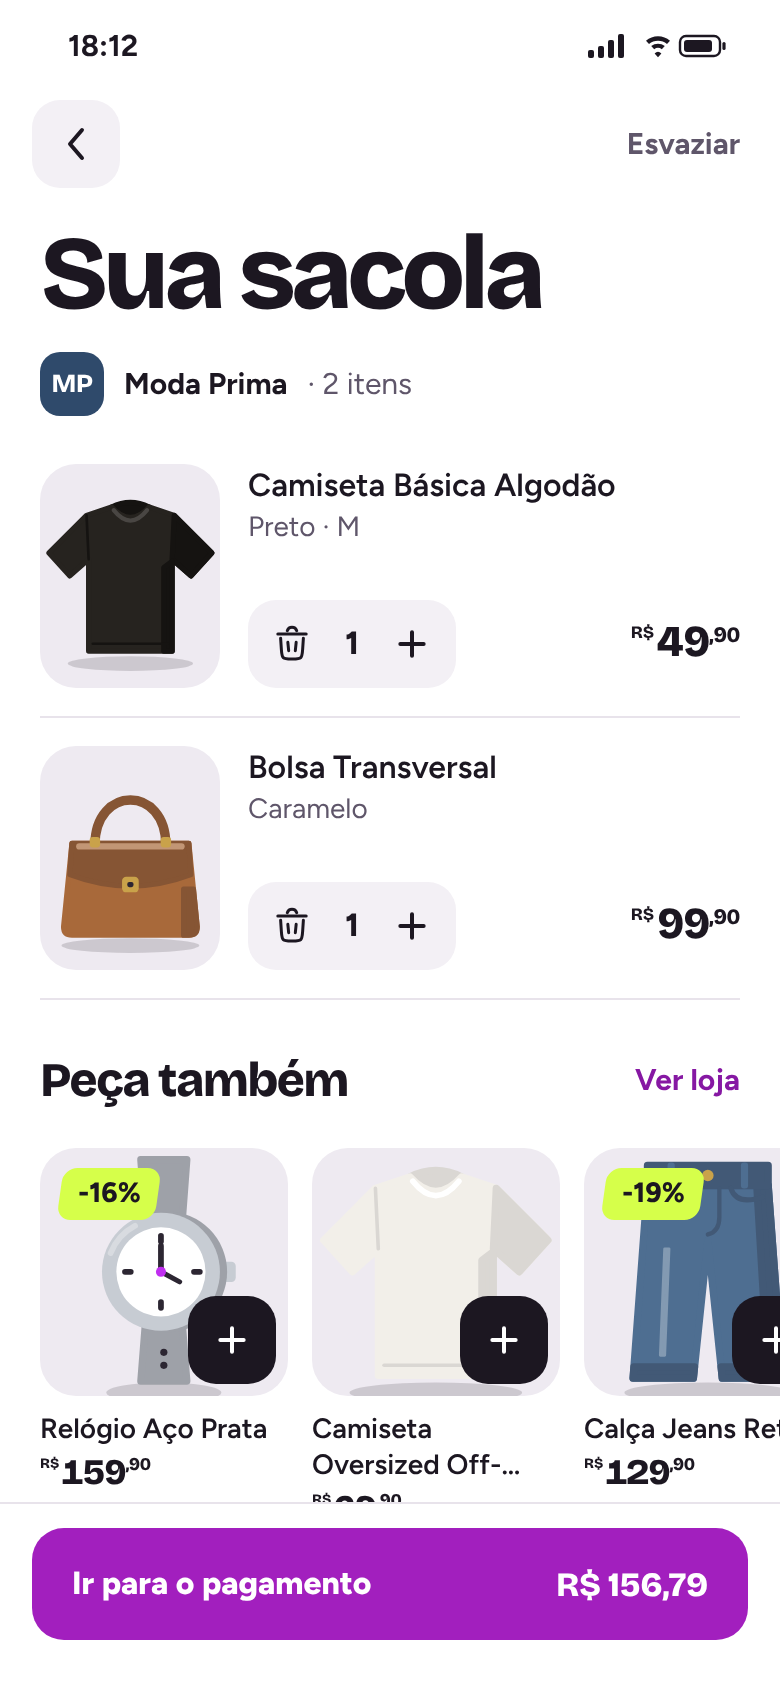 18:12
Esvaziar
Sua sacola
MP Moda Prima · 2 itens
Camiseta Básica Algodão
Preto · M
1
R$ 49,90
Bolsa Transversal
Caramelo
1
R$ 99,90
Peça também
Ver loja
-16%
-19%
Relógio Aço Prata
R$ 159,90
Camiseta
Oversized Off-...
R$ ,90
Calça Jeans Ret
R$ 129,90
Ir para o pagamento
R$ 156,79